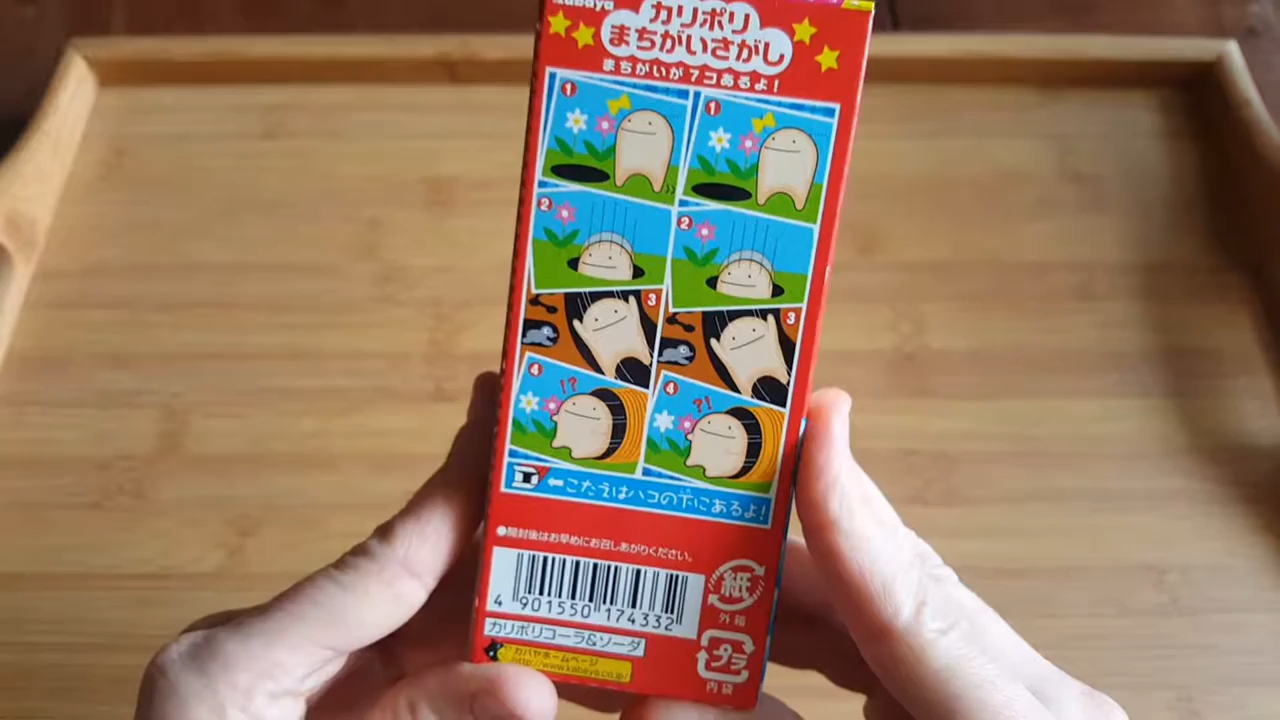 Kabaya
カリポリ
まちがいさがし
まちがいが7コあるよ!
1
1
2
2
3
3
4
!?
4
?!
←こたえはハコの下にあるよ!
●開封後はお早めにお召しあがりください。
4 901550 174332
カリポリコーラ&ソーダ
カバヤホームページ
http://www.kabaya.co.jp/
紙
外箱
プラ
内袋